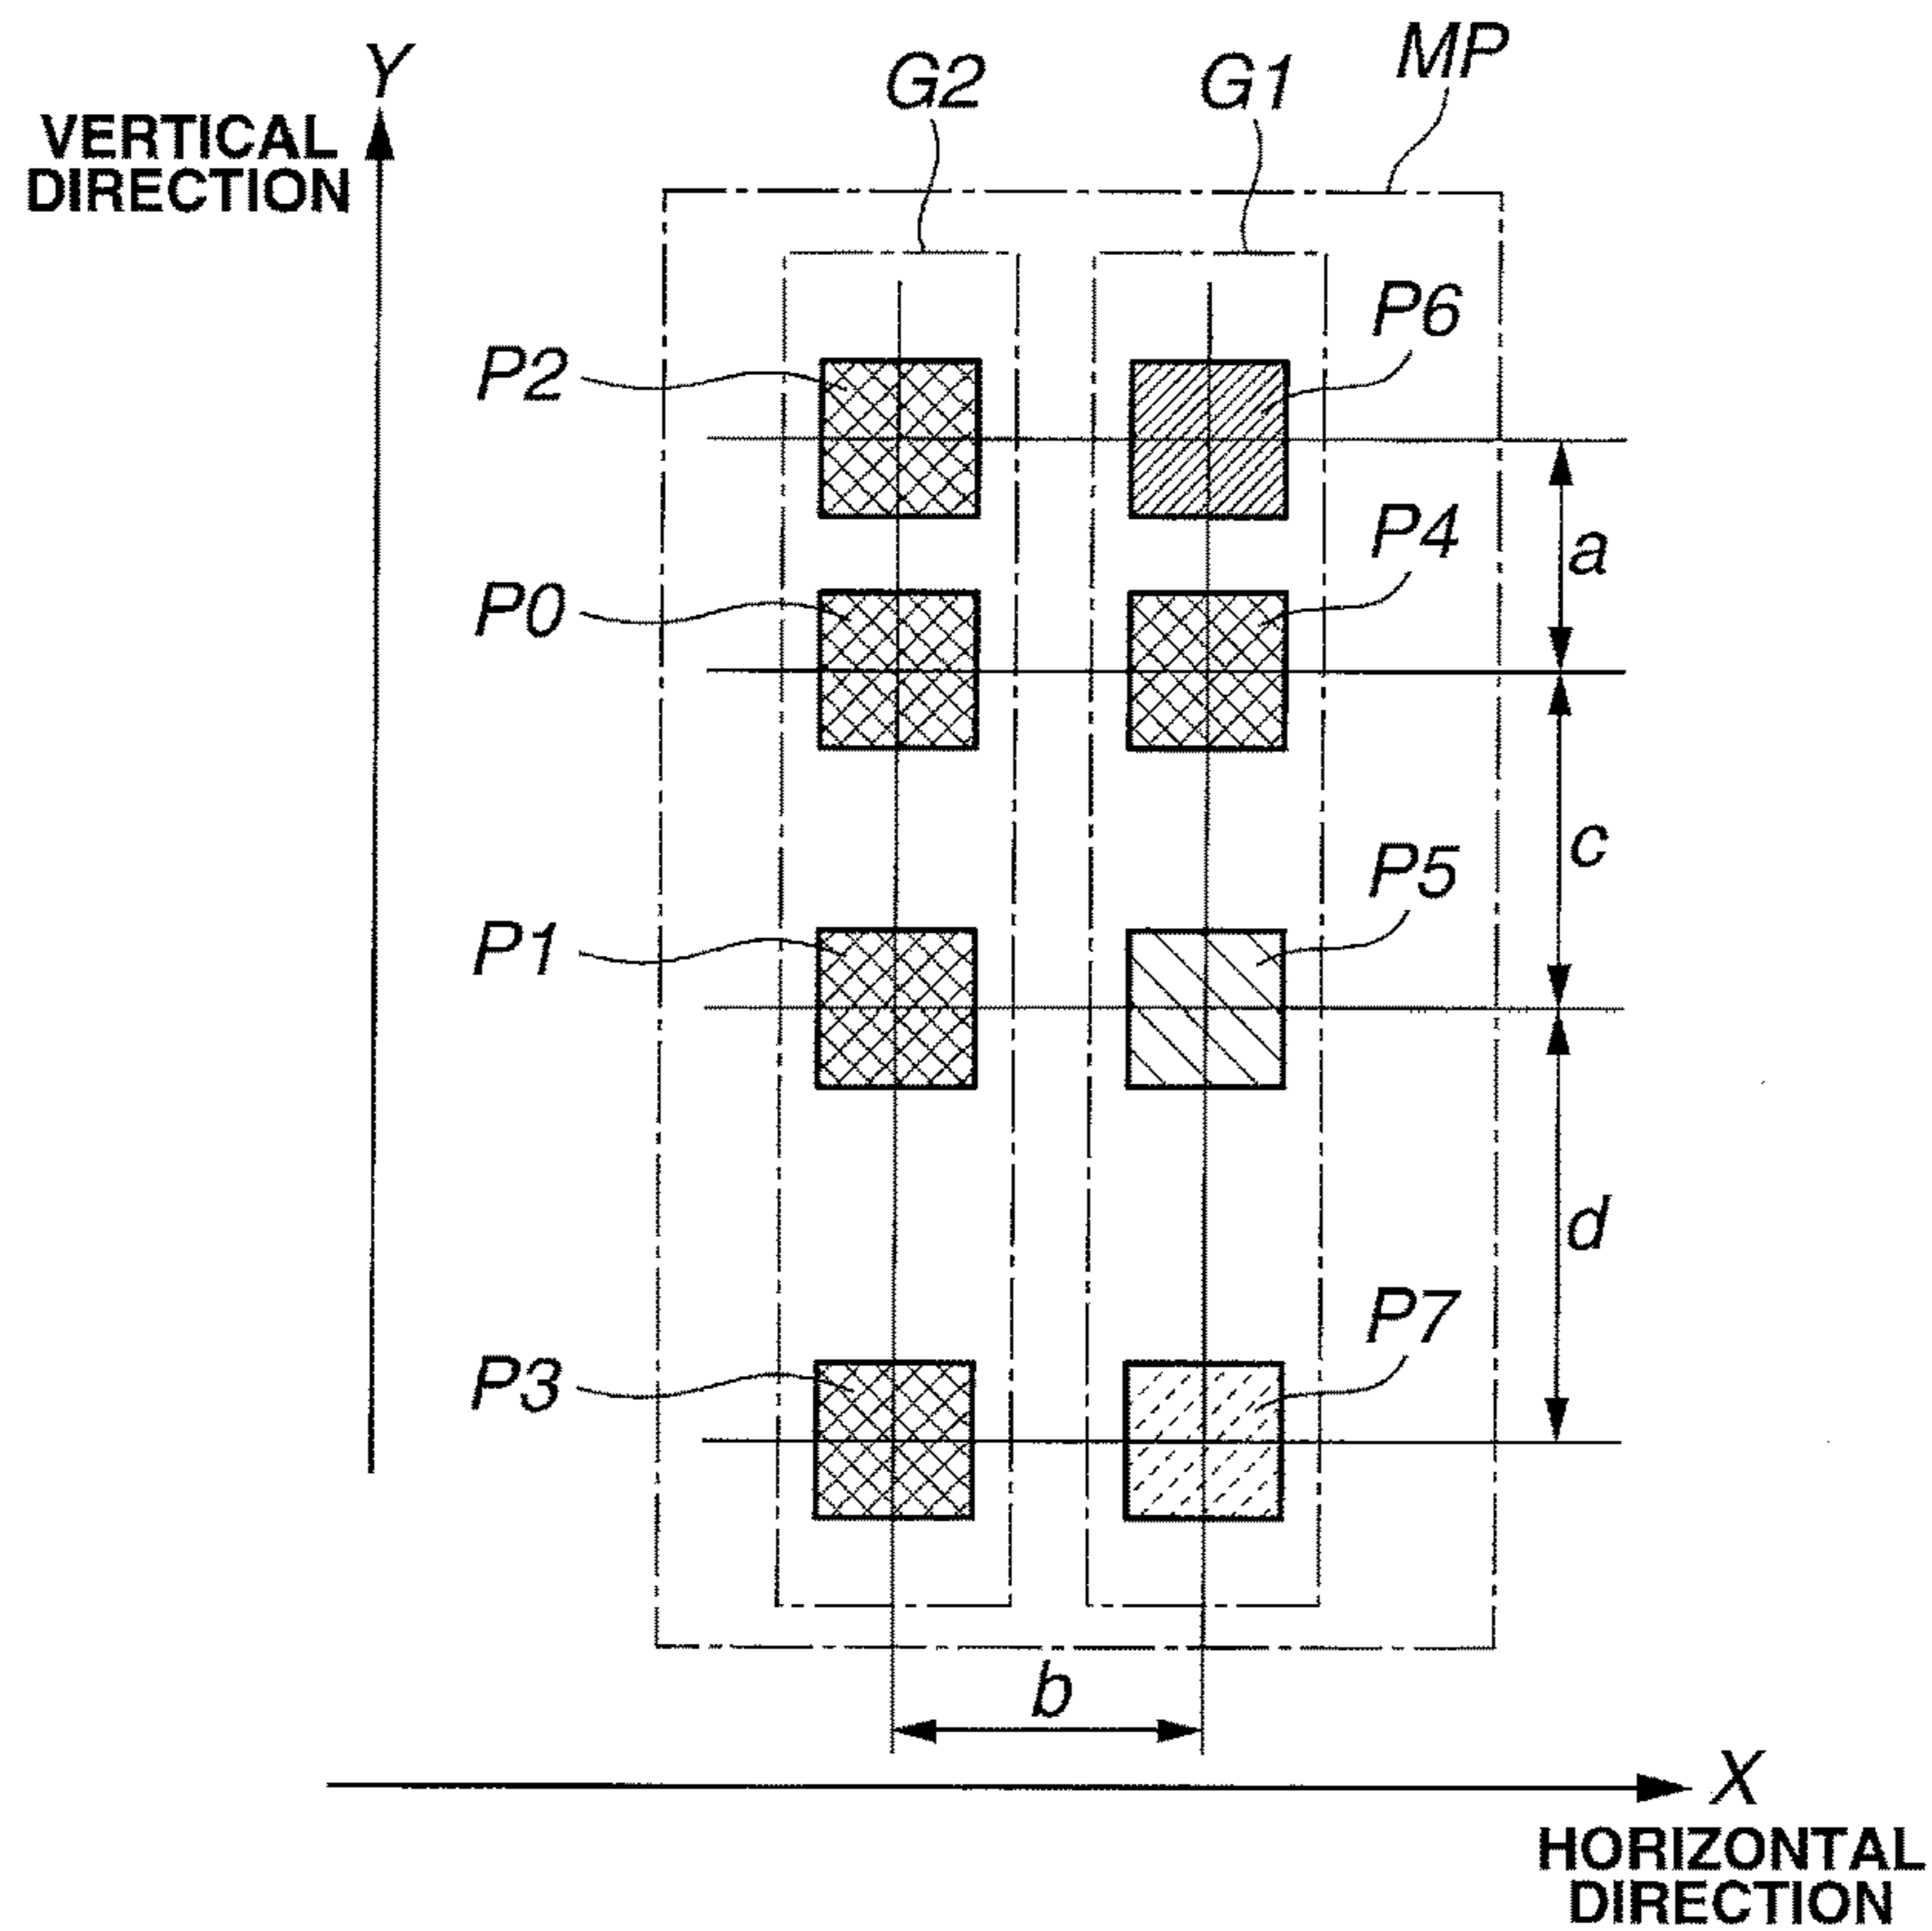 Y
VERTICAL
DIRECTION
G2
G1
MP
P2
P6
P0
P4
a
P1
P5
c
P3
P7
d
b
X
HORIZONTAL
DIRECTION